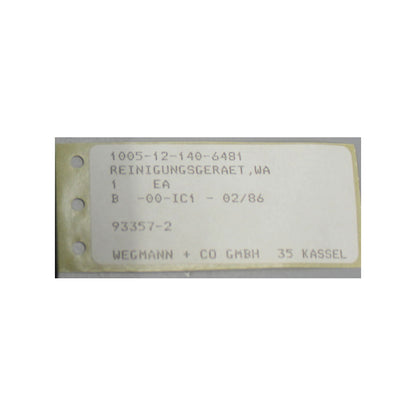 1005-12-140-6481
REINIGUNGSGERAET,WA
1 EA
B -00-IC1 - 02/86
93357-2
WEGMANN + CO GMBH 35 KASSEL